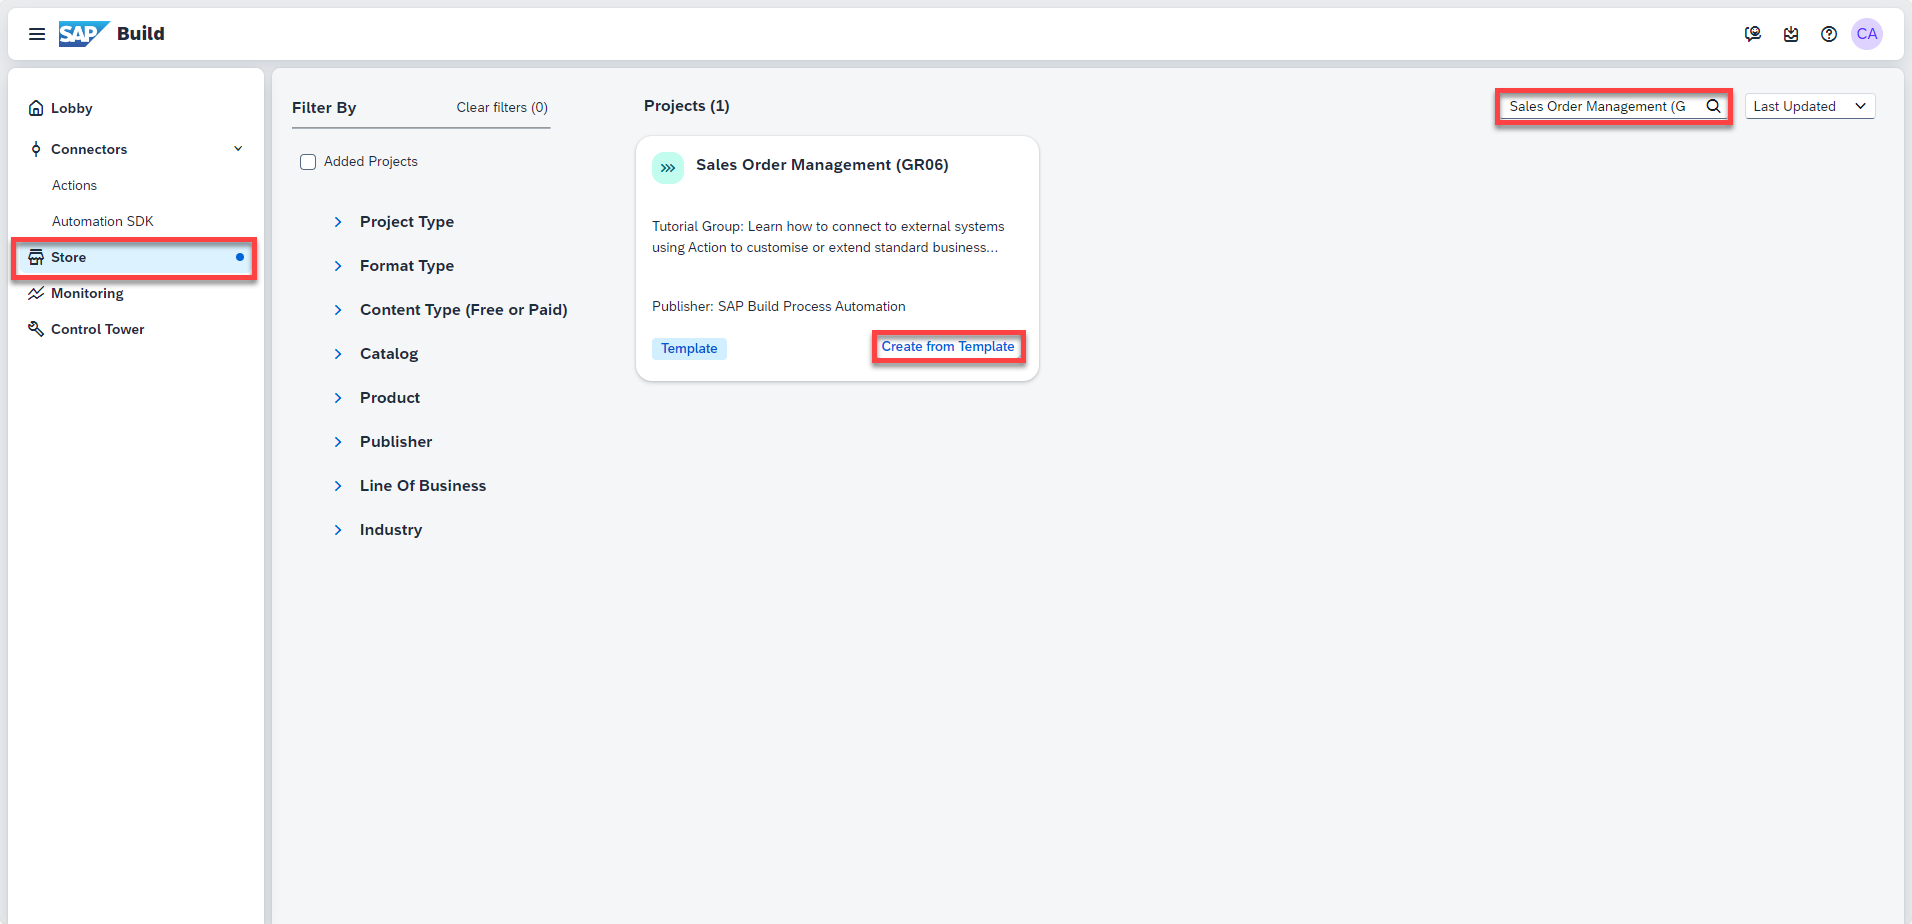 SAP Build
CA
Lobby
Connectors
Actions
Automation SDK
Store
Monitoring
Control Tower
Filter By
Clear filters (0)
Added Projects
Project Type
Format Type
Content Type (Free or Paid)
Catalog
Product
Publisher
Line Of Business
Industry
Projects (1)
Sales Order Management (G
Last Updated
Sales Order Management (GR06)
Tutorial Group: Learn how to connect to external systems
using Action to customise or extend standard business...
Publisher: SAP Build Process Automation
Template
Create from Template